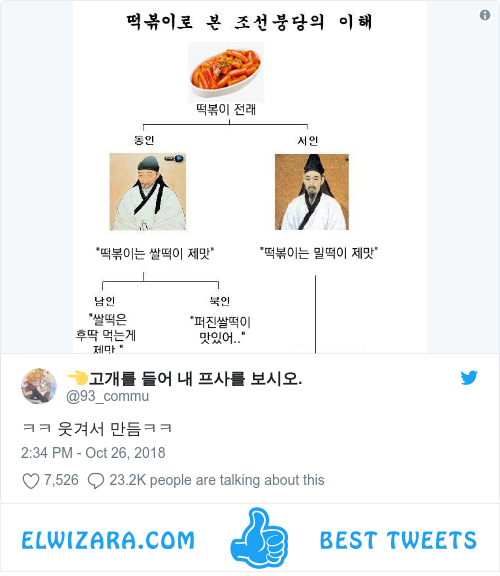 떡볶이로 본 조선붕당의 이해
떡볶이 전래
동인
서인
"떡볶이는 쌀떡이 제맛"
"떡볶이는 밀떡이 제맛"
남인
북인
"쌀떡은
후딱 먹는게
제맛."
"퍼진쌀떡이
맛있어.."
👈고개를 들어 내 프사를 보시오.
@93_commu
ㅋㅋ 웃겨서 만듬ㅋㅋ
2:34 PM - Oct 26, 2018
7,526
23.2K people are talking about this
ELWIZARA.COM
BEST TWEETS